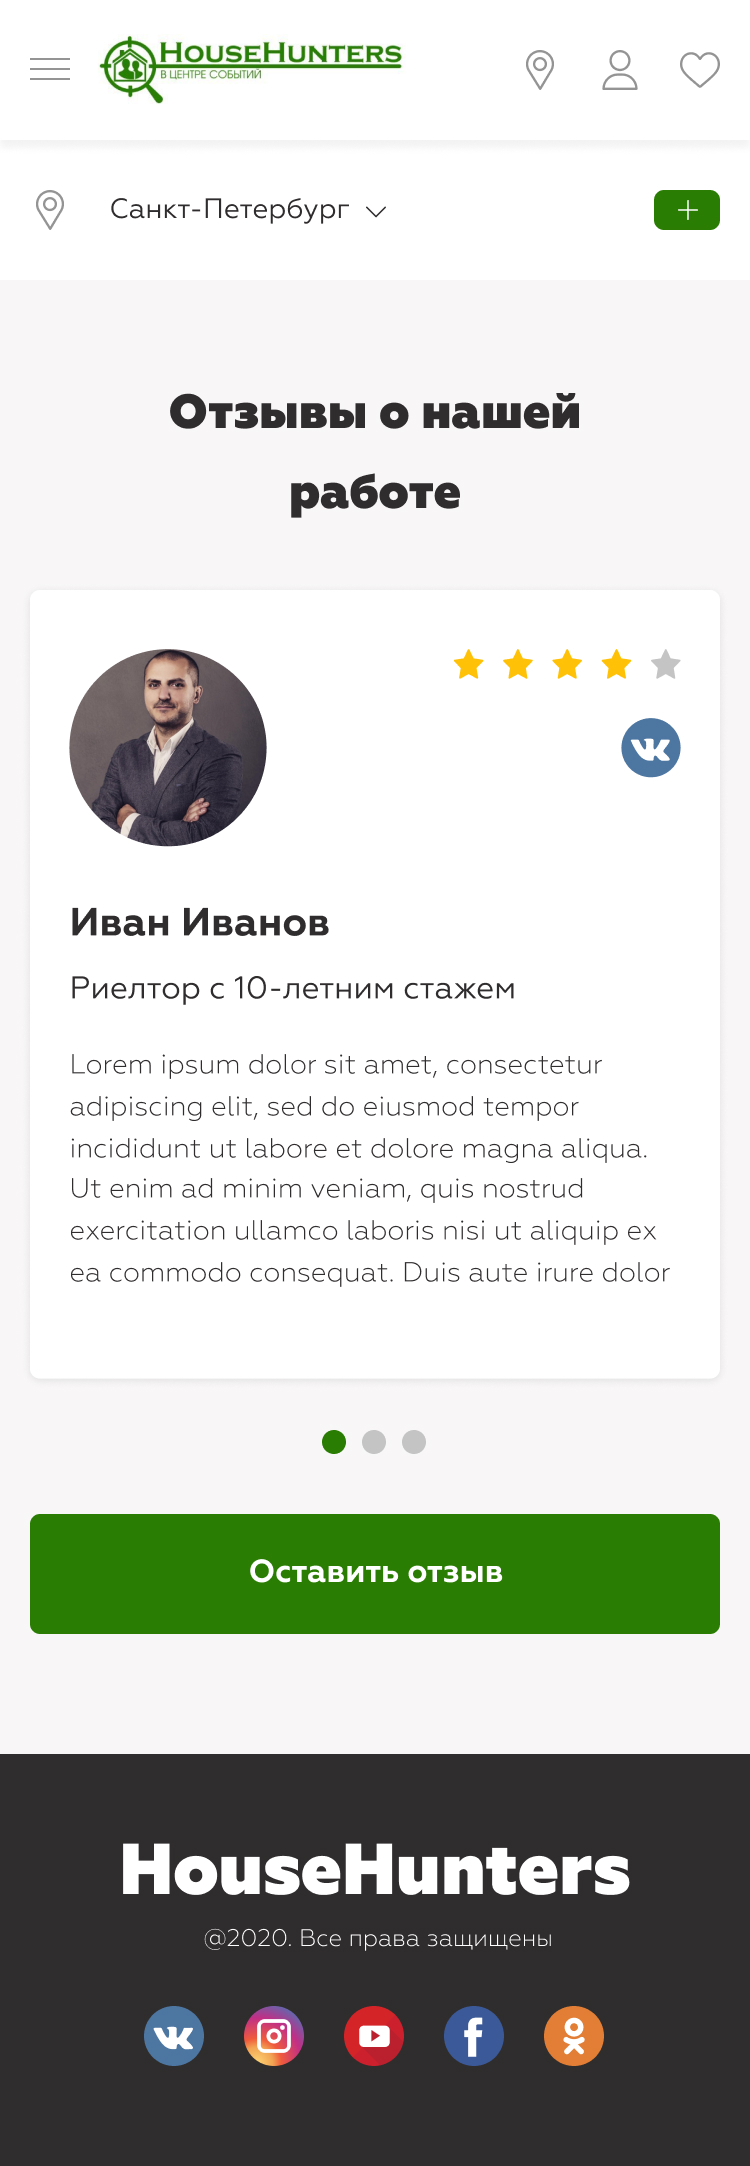 HouseHunters
В ЦЕНТРЕ СОБЫТИЙ
Санкт-Петербург
Отзывы о нашей
работе
Иван Иванов
Риелтор с 10-летним стажем
Lorem ipsum dolor sit amet, consectetur
adipiscing elit, sed do eiusmod tempor
incididunt ut labore et dolore magna aliqua.
Ut enim ad minim veniam, quis nostrud
exercitation ullamco laboris nisi ut aliquip ex
ea commodo consequat. Duis aute irure dolor
Оставить отзыв
HouseHunters
@2020. Все права защищены